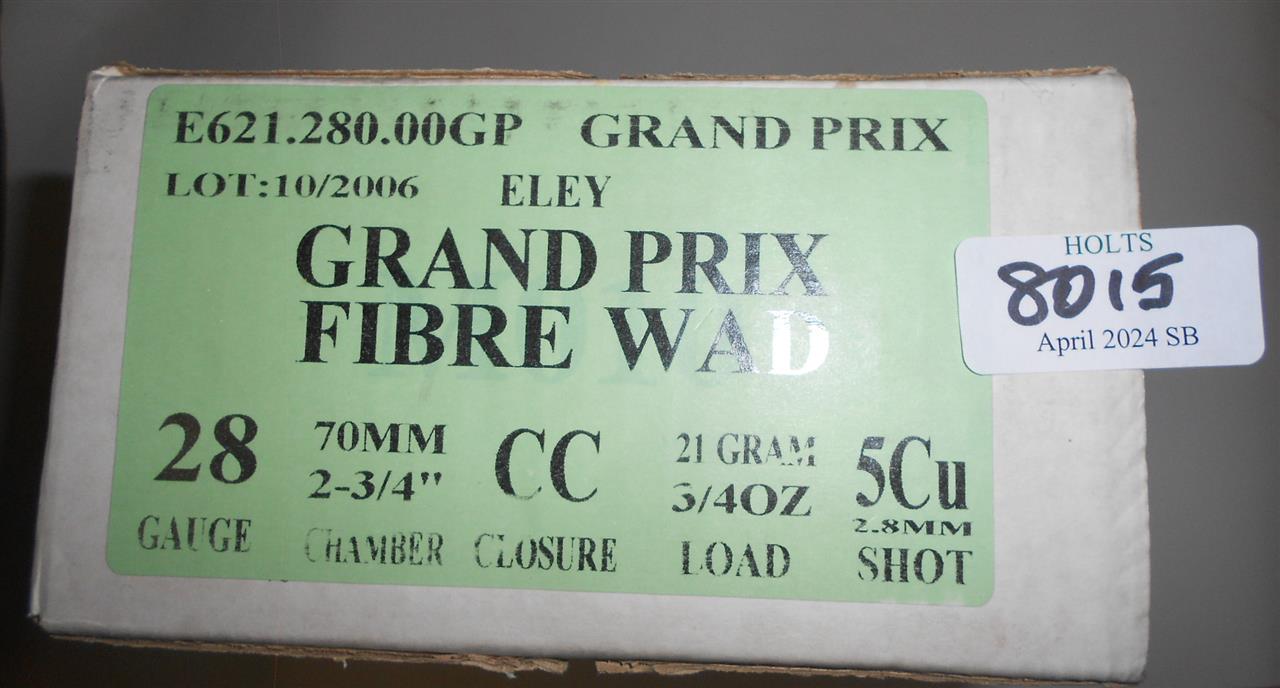 E621.280.00GP GRAND PRIX
LOT:10/2006 ELEY
GRAND PRIX
FIBRE WAD
28 70MM 2-3/4" CC 21 GRAM 3/4OZ 5Cu 2.8MM
GAUGE CHAMBER CLOSURE LOAD SHOT
HOLTS
8015
April 2024 SB